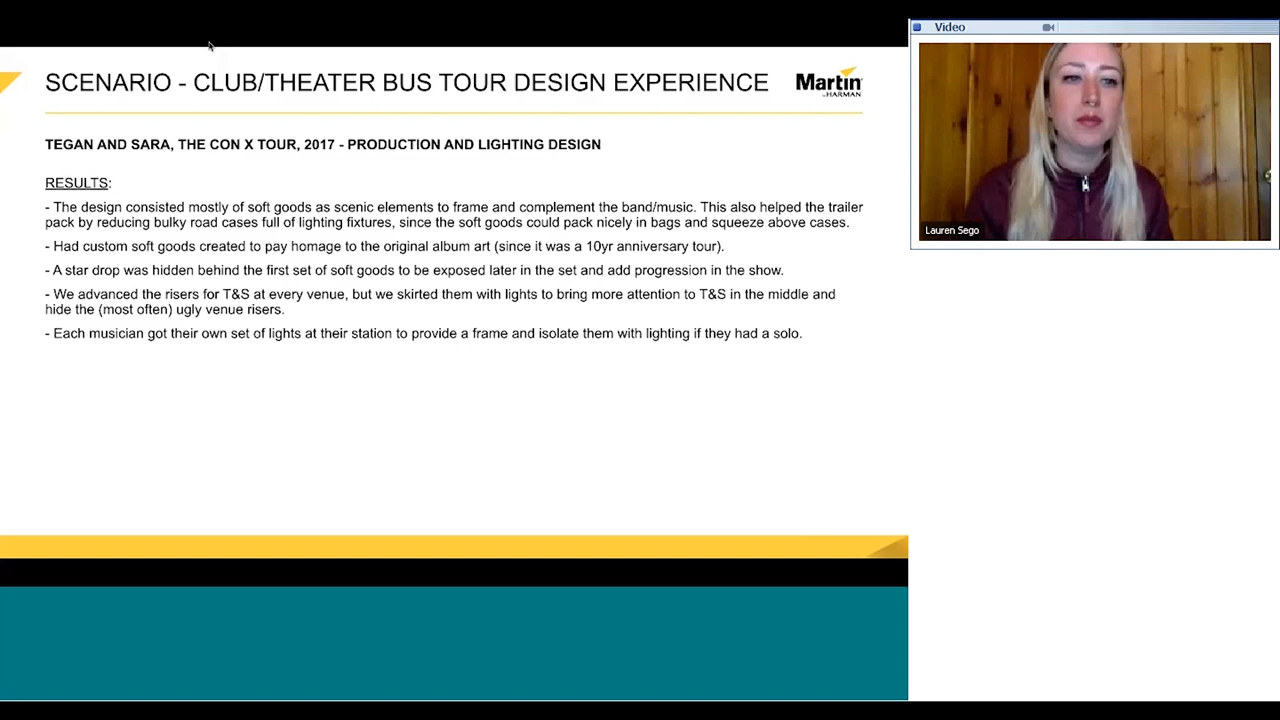 SCENARIO - CLUB/THEATER BUS TOUR DESIGN EXPERIENCE
Martin
by HARMAN
TEGAN AND SARA, THE CON X TOUR, 2017 - PRODUCTION AND LIGHTING DESIGN
RESULTS:
- The design consisted mostly of soft goods as scenic elements to frame and complement the band/music. This also helped the trailer
pack by reducing bulky road cases full of lighting fixtures, since the soft goods could pack nicely in bags and squeeze above cases.
- Had custom soft goods created to pay homage to the original album art (since it was a 10yr anniversary tour).
- A star drop was hidden behind the first set of soft goods to be exposed later in the set and add progression in the show.
- We advanced the risers for T&S at every venue, but we skirted them with lights to bring more attention to T&S in the middle and
hide the (most often) ugly venue risers.
- Each musician got their own set of lights at their station to provide a frame and isolate them with lighting if they had a solo.
Video
Lauren Sego